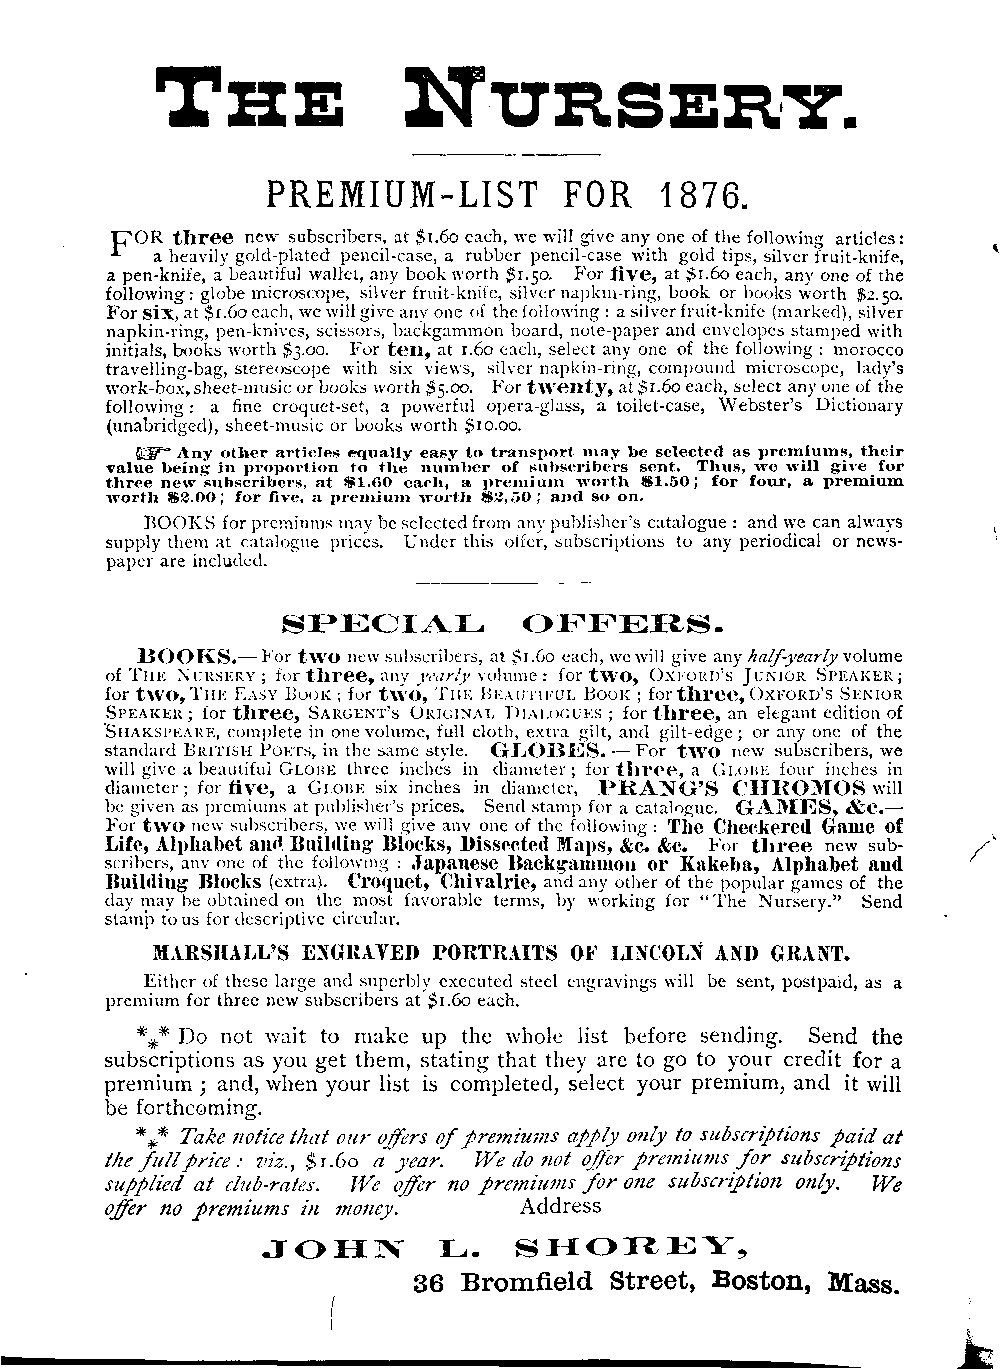 THE NURSERY.
PREMIUM-LIST FOR 1876.
FOR three new subscribers, at $1.60 each, we will give any one of the following articles:
a heavily gold-plated pencil-case, a rubber pencil-case with gold tips, silver fruit-knife,
a pen-knife, a beautiful wallet, any book worth $1.50. For five, at $1.60 each, any one of the
following: globe microscope, silver fruit-knife, silver napkin-ring, book or books worth $2.50.
For six, at $1.60 each, we will give any one of the following: a silver fruit-knife (marked), silver
napkin-ring, pen-knives, scissors, backgammon board, note-paper and envelopes stamped with
initials, books worth $3.00. For ten, at 1.60 each, select any one of the following: morocco
travelling-bag, stereoscope with six views, silver napkin-ring, compound microscope, lady's
work-box, sheet-music or books worth $5.00. For twenty, at $1.60 each, select any one of the
following: a fine croquet-set, a powerful opera-glass, a toilet-case, Webster's Dictionary
(unabridged), sheet-music or books worth $10.00.
☞ Any other articles equally easy to transport may be selected as premiums, their
value being in proportion to the number of subscribers sent. Thus, we will give for
three new subscribers, at $1.60 each, a premium worth $1.50; for four, a premium
worth $2.00; for five, a premium worth $2,50; and so on.
BOOKS for premiums may be selected from any publisher's catalogue: and we can always
supply them at catalogue prices. Under this offer, subscriptions to any periodical or news-
paper are included.
SPECIAL OFFERS.
BOOKS.—For two new subscribers, at $1.60 each, we will give any half-yearly volume
of THE NURSERY; for three, any yearly volume: for two, OXFORD'S JUNIOR SPEAKER;
for two, THE EASY BOOK; for two, THE BEAUTIFUL BOOK; for three, OXFORD'S SENIOR
SPEAKER; for three, SARGENT'S ORIGINAL DIALOGUES; for three, an elegant edition of
SHAKSPEARE, complete in one volume, full cloth, extra gilt, and gilt-edge; or any one of the
standard BRITISH POETS, in the same style. GLOBES.—For two new subscribers, we
will give a beautiful GLOBE three inches in diameter; for three, a GLOBE four inches in
diameter; for five, a GLOBE six inches in diameter, PRANG'S CHROMOS will
be given as premiums at publisher's prices. Send stamp for a catalogue. GAMES, &c.—
For two new subscribers, we will give any one of the following: The Checkered Game of
Life, Alphabet and Building Blocks, Dissected Maps, &c. &c. For three new sub-
scribers, any one of the following: Japanese Backgammon or Kakeba, Alphabet and
Building Blocks (extra). Croquet, Chivalrie, and any other of the popular games of the
day may be obtained on the most favorable terms, by working for "The Nursery." Send
stamp to us for descriptive circular.
MARSHALL'S ENGRAVED PORTRAITS OF LINCOLN AND GRANT.
Either of these large and superbly executed steel engravings will be sent, postpaid, as a
premium for three new subscribers at $1.60 each.
*** Do not wait to make up the whole list before sending. Send the
subscriptions as you get them, stating that they are to go to your credit for a
premium; and, when your list is completed, select your premium, and it will
be forthcoming.
*** Take notice that our offers of premiums apply only to subscriptions paid at
the full price: viz., $1.60 a year. We do not offer premiums for subscriptions
supplied at club-rates. We offer no premiums for one subscription only. We
offer no premiums in money. Address
JOHN L. SHOREY,
36 Bromfield Street, Boston, Mass.